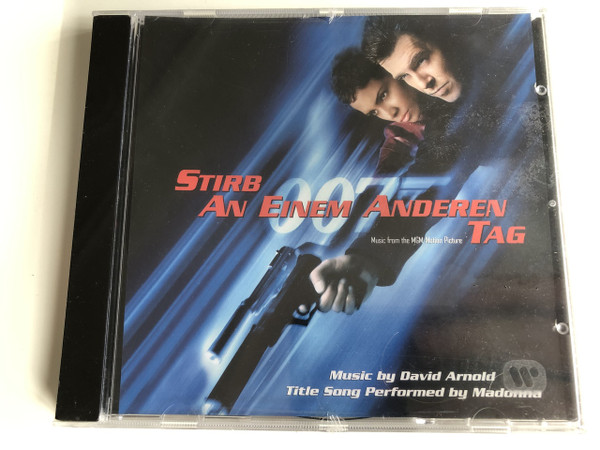 STIRB
007
AN EINEM ANDEREN
TAG
Music from the MGM Motion Picture
Music by David Arnold
Title Song Performed by Madonna